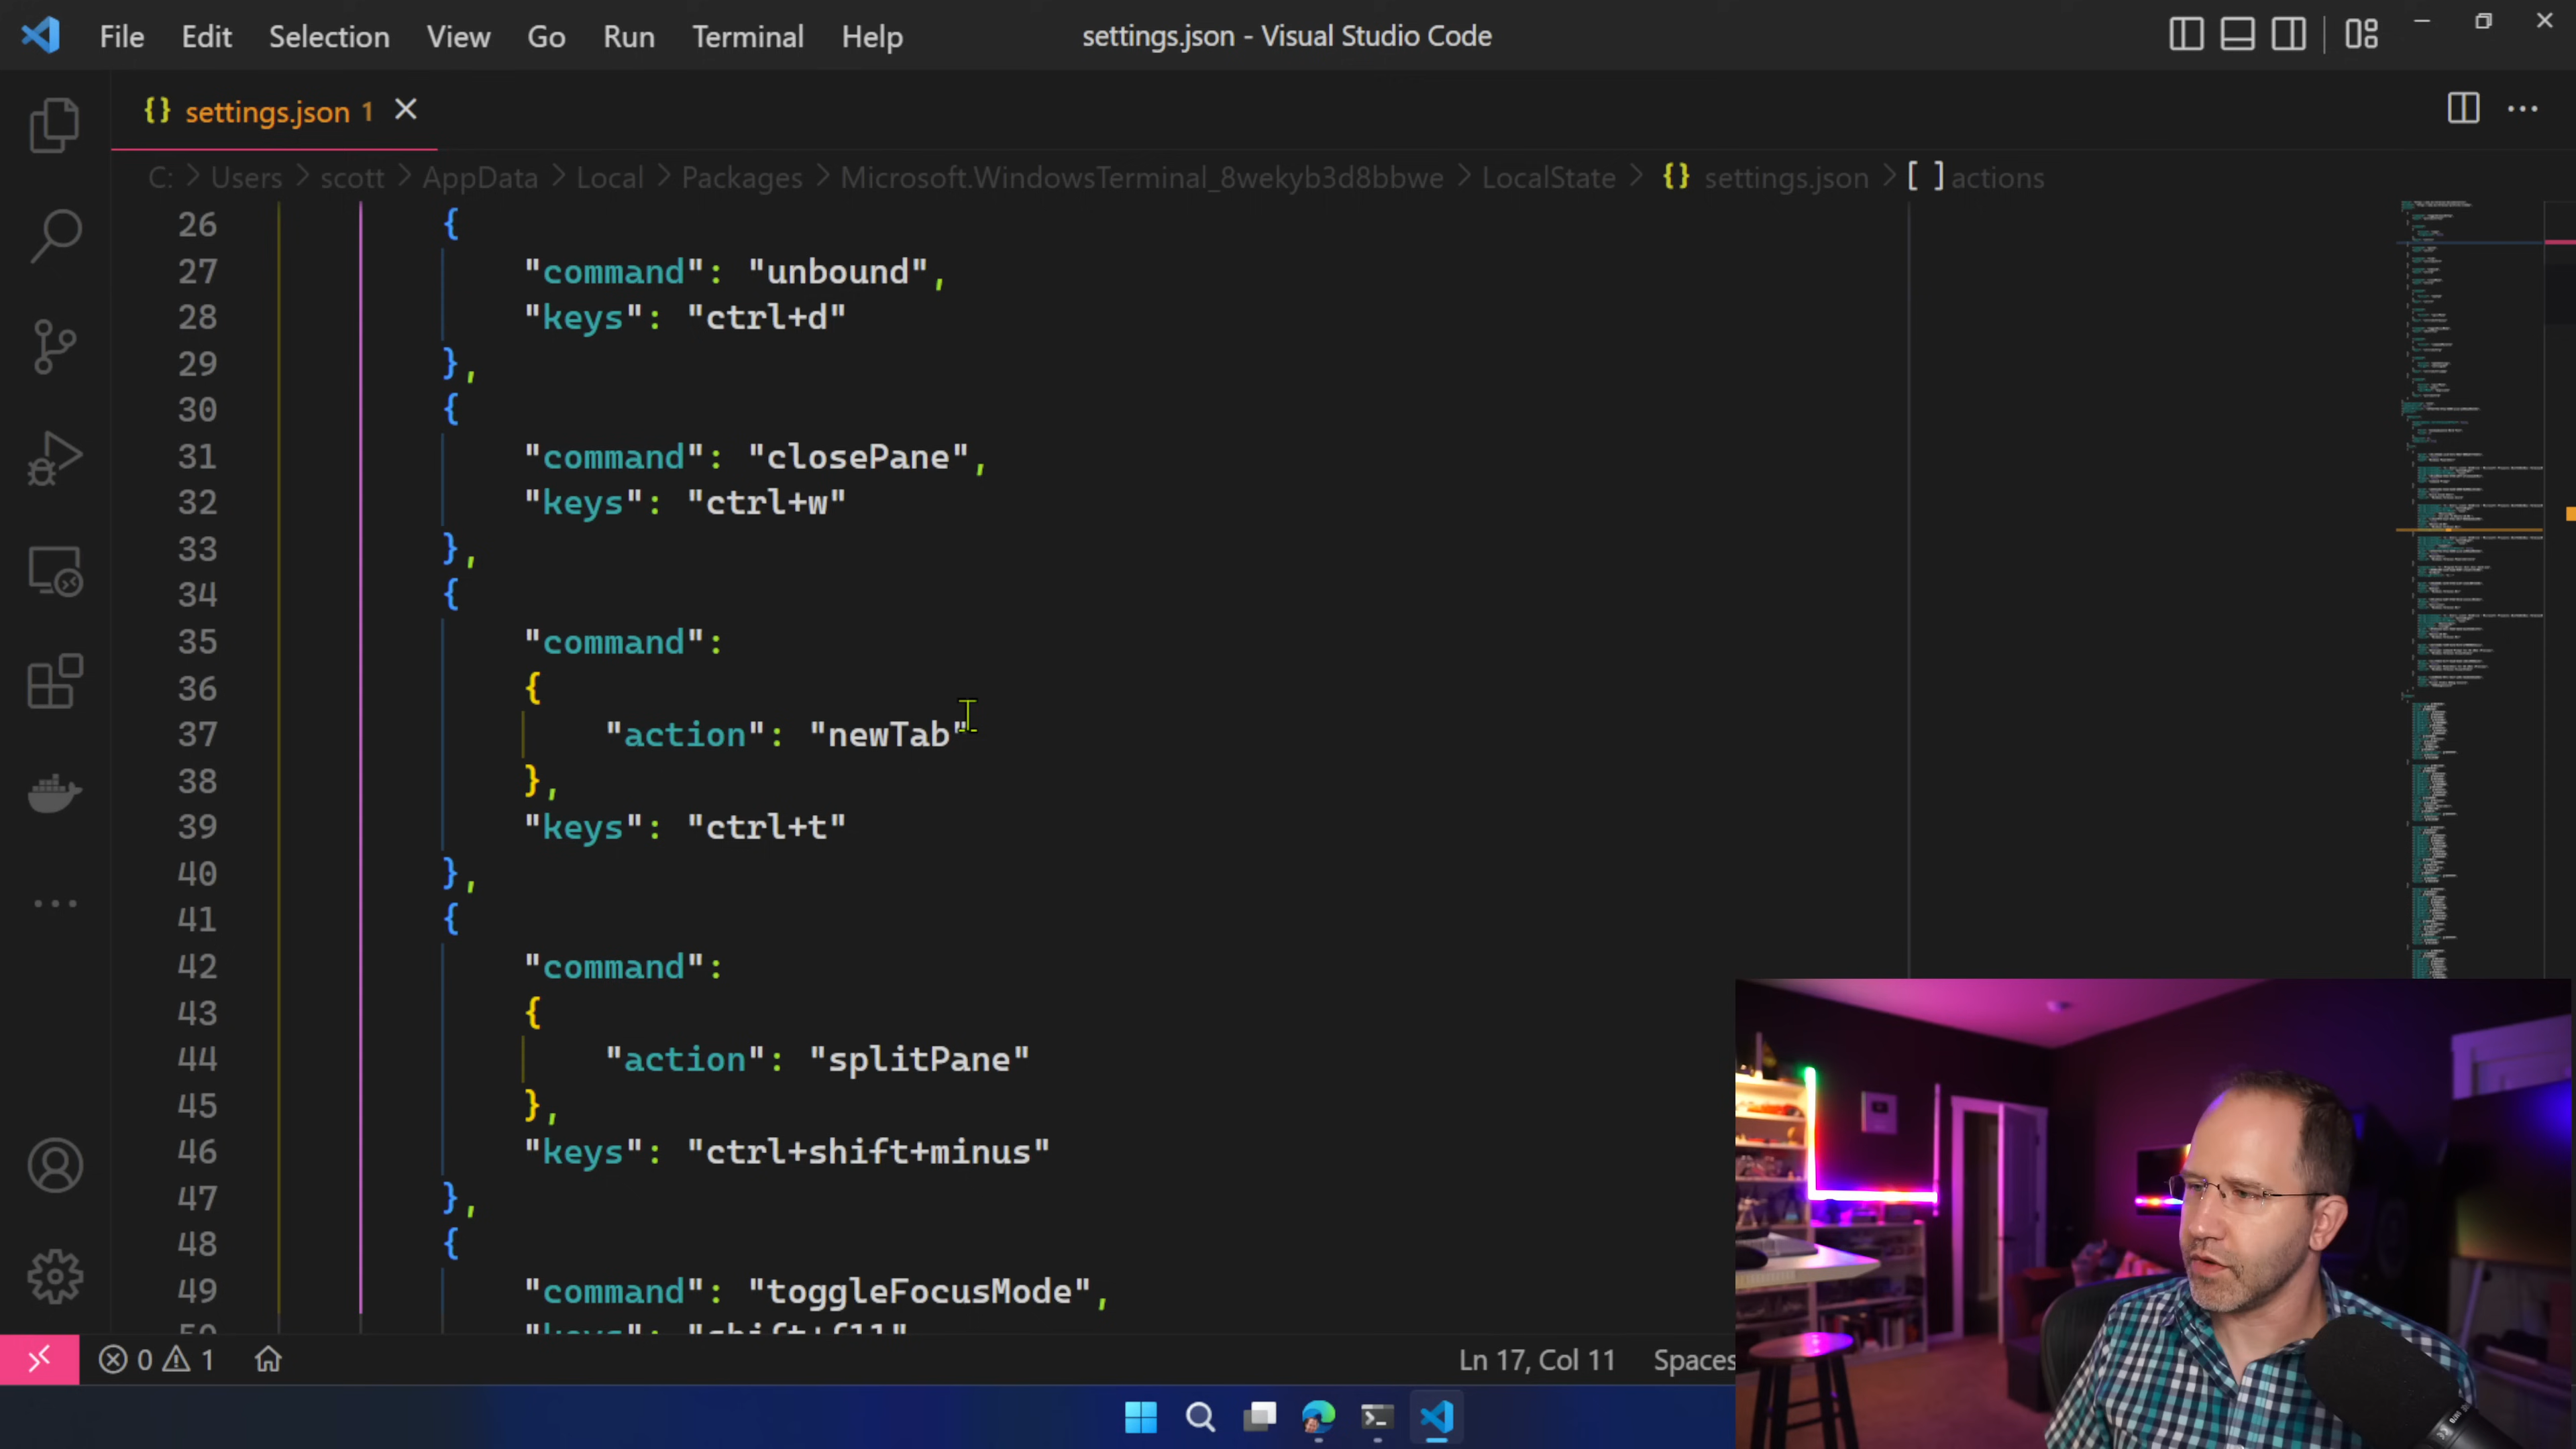 File Edit Selection View Go Run Terminal Help
settings.json - Visual Studio Code
{} settings.json 1
C: > Users > scott > AppData > Local > Packages > Microsoft.WindowsTerminal_8wekyb3d8bbwe > LocalState > {} settings.json > [ ] actions
26 {
27 "command": "unbound",
28 "keys": "ctrl+d"
29 },
30 {
31 "command": "closePane",
32 "keys": "ctrl+w"
33 },
34 {
35 "command":
36 {
37 "action": "newTab"
38 },
39 "keys": "ctrl+t"
40 },
41 {
42 "command":
43 {
44 "action": "splitPane"
45 },
46 "keys": "ctrl+shift+minus"
47 },
48 {
49 "command": "toggleFocusMode",
50 "keys": "shift+f11"
0 1
Ln 17, Col 11 Spaces